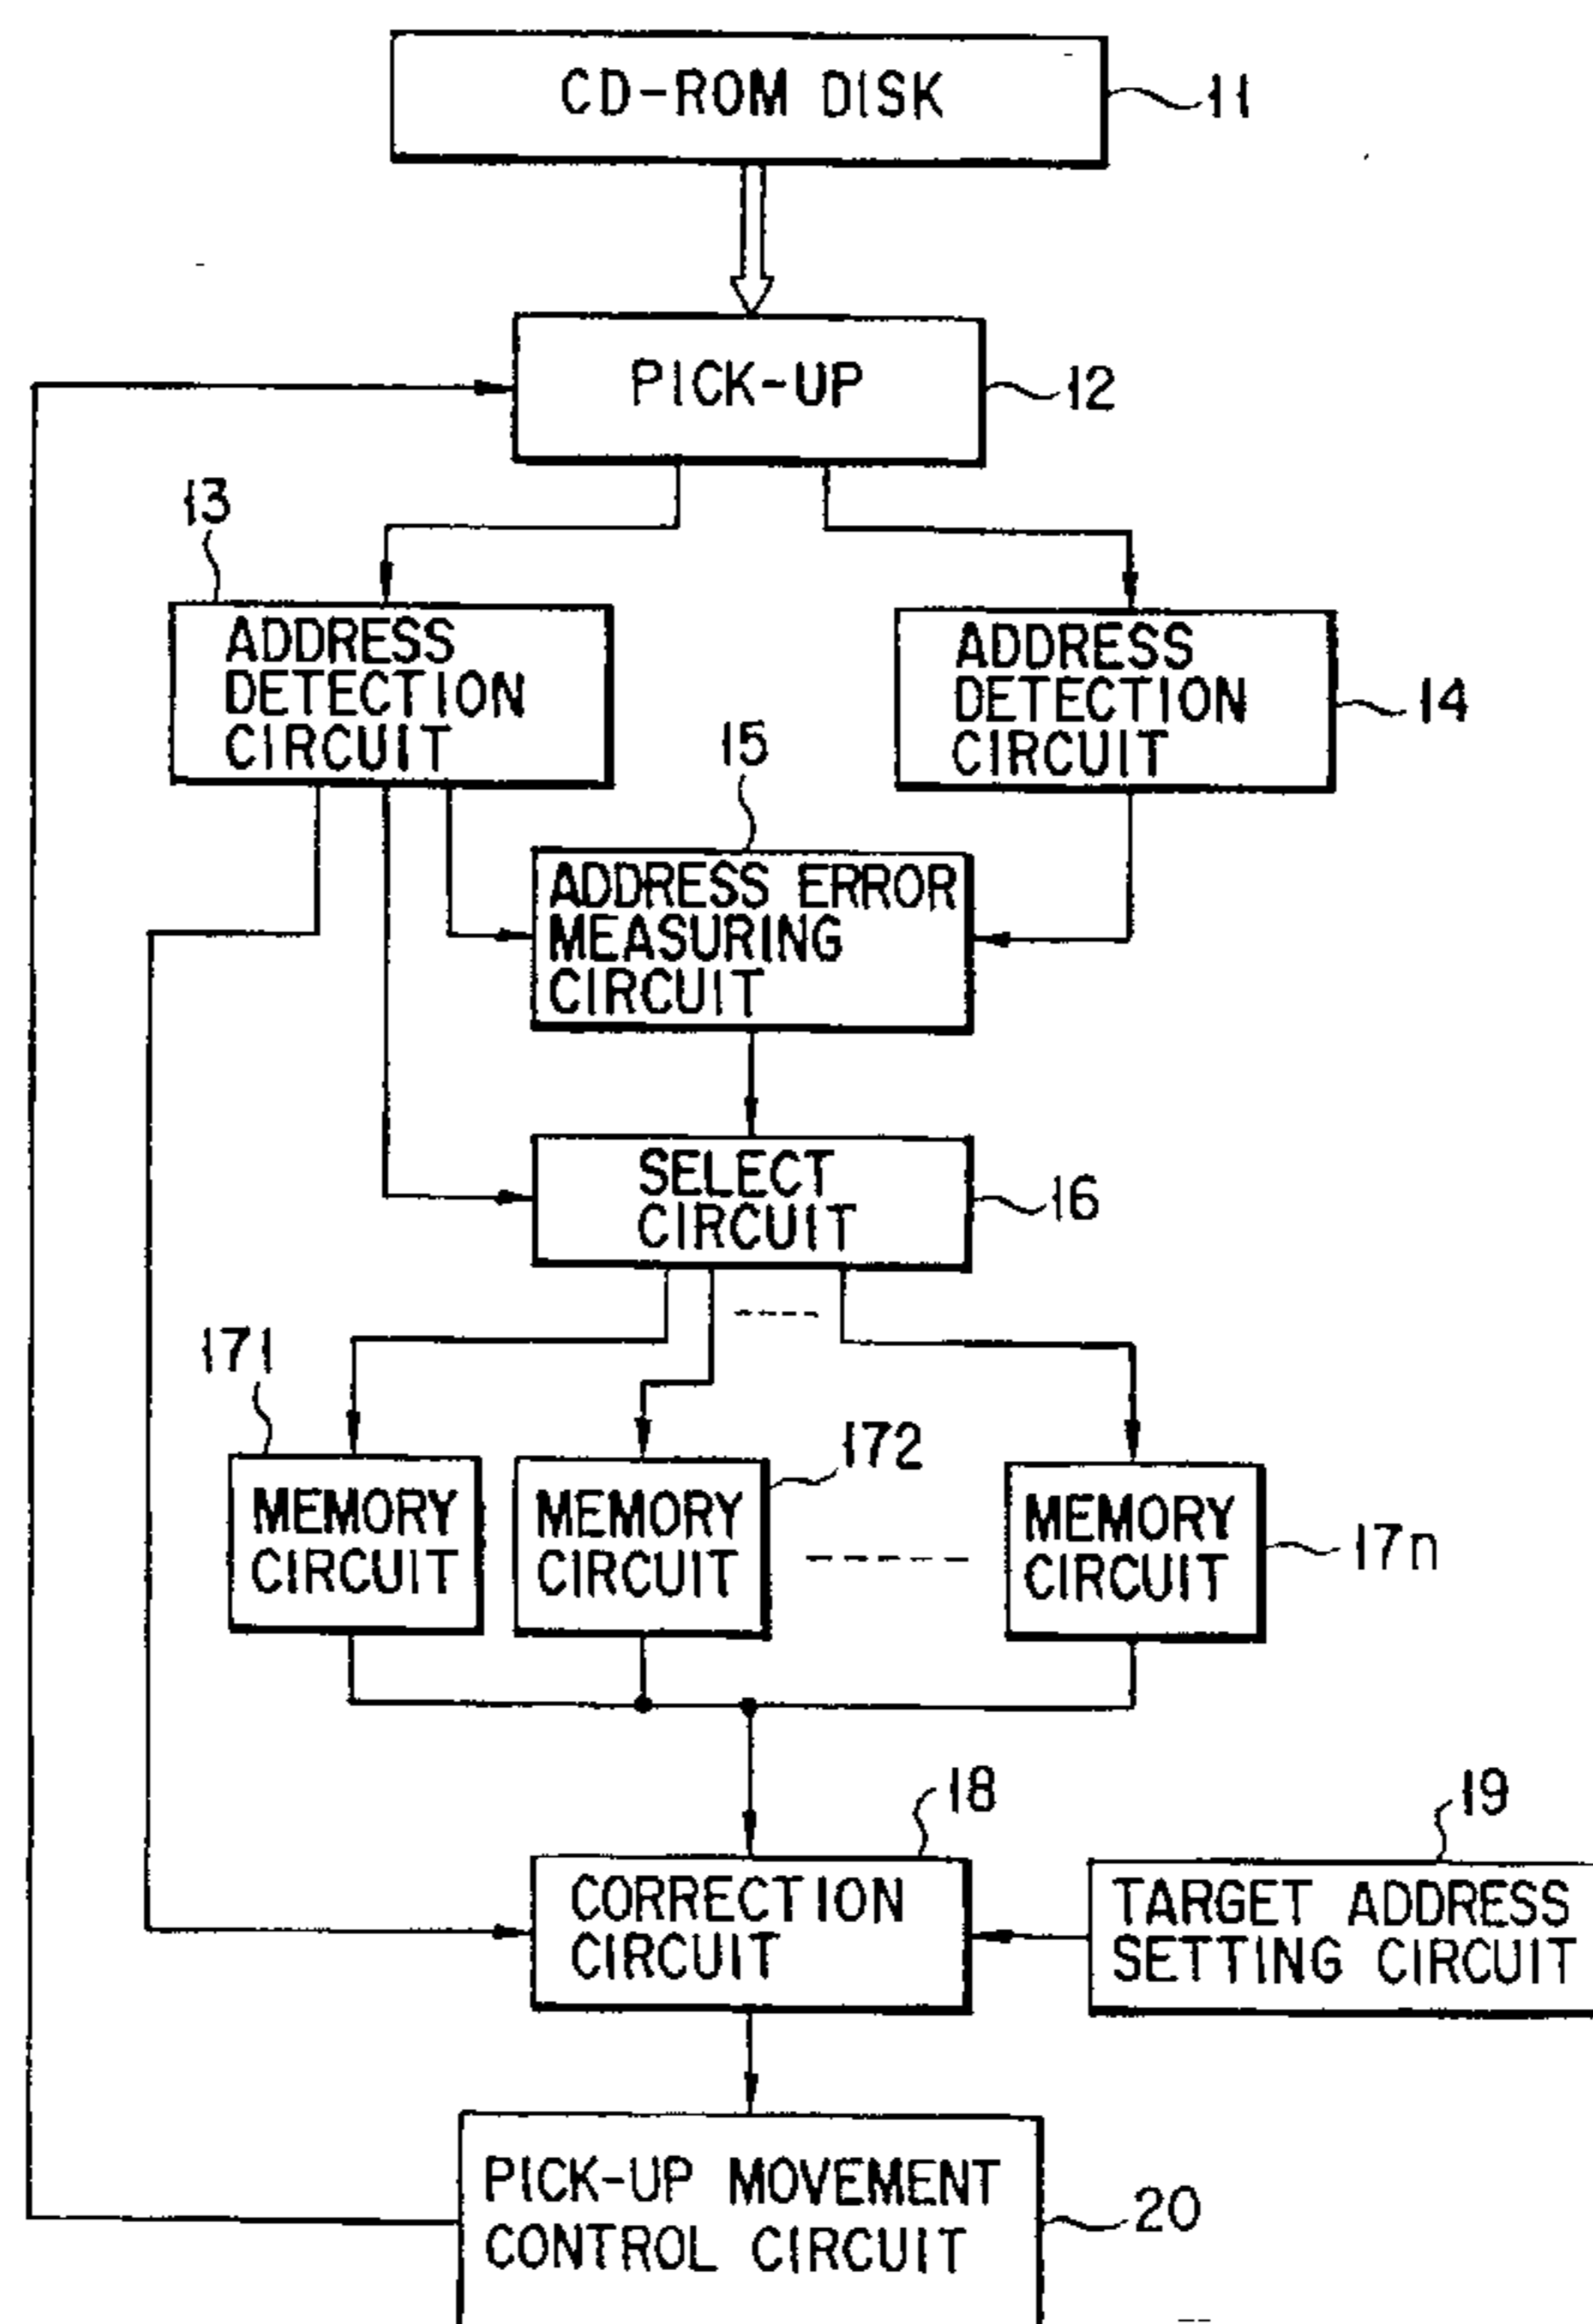 CD-ROM DISK
11
PICK-UP
12
13
ADDRESS
DETECTION
CIRCUIT
ADDRESS
DETECTION
CIRCUIT
14
15
ADDRESS ERROR
MEASURING
CIRCUIT
SELECT
CIRCUIT
16
171
MEMORY
CIRCUIT
172
MEMORY
CIRCUIT
MEMORY
CIRCUIT
17n
18
CORRECTION
CIRCUIT
19
TARGET ADDRESS
SETTING CIRCUIT
PICK-UP MOVEMENT
CONTROL CIRCUIT
20